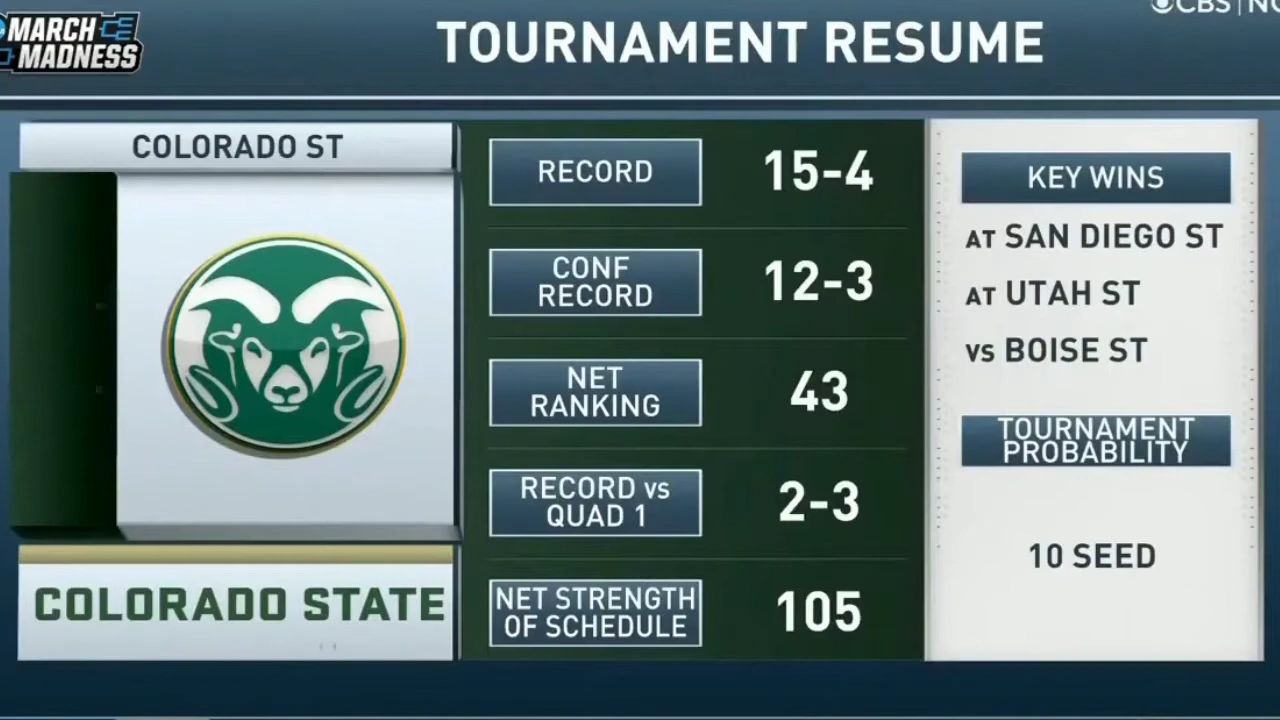 MARCH
MADNESS
TOURNAMENT RESUME
CBS
COLORADO ST
COLORADO STATE
RECORD 15-4
CONF
RECORD 12-3
NET
RANKING 43
RECORD vs
QUAD 1 2-3
NET STRENGTH
OF SCHEDULE 105
KEY WINS
AT SAN DIEGO ST
AT UTAH ST
vs BOISE ST
TOURNAMENT
PROBABILITY
10 SEED